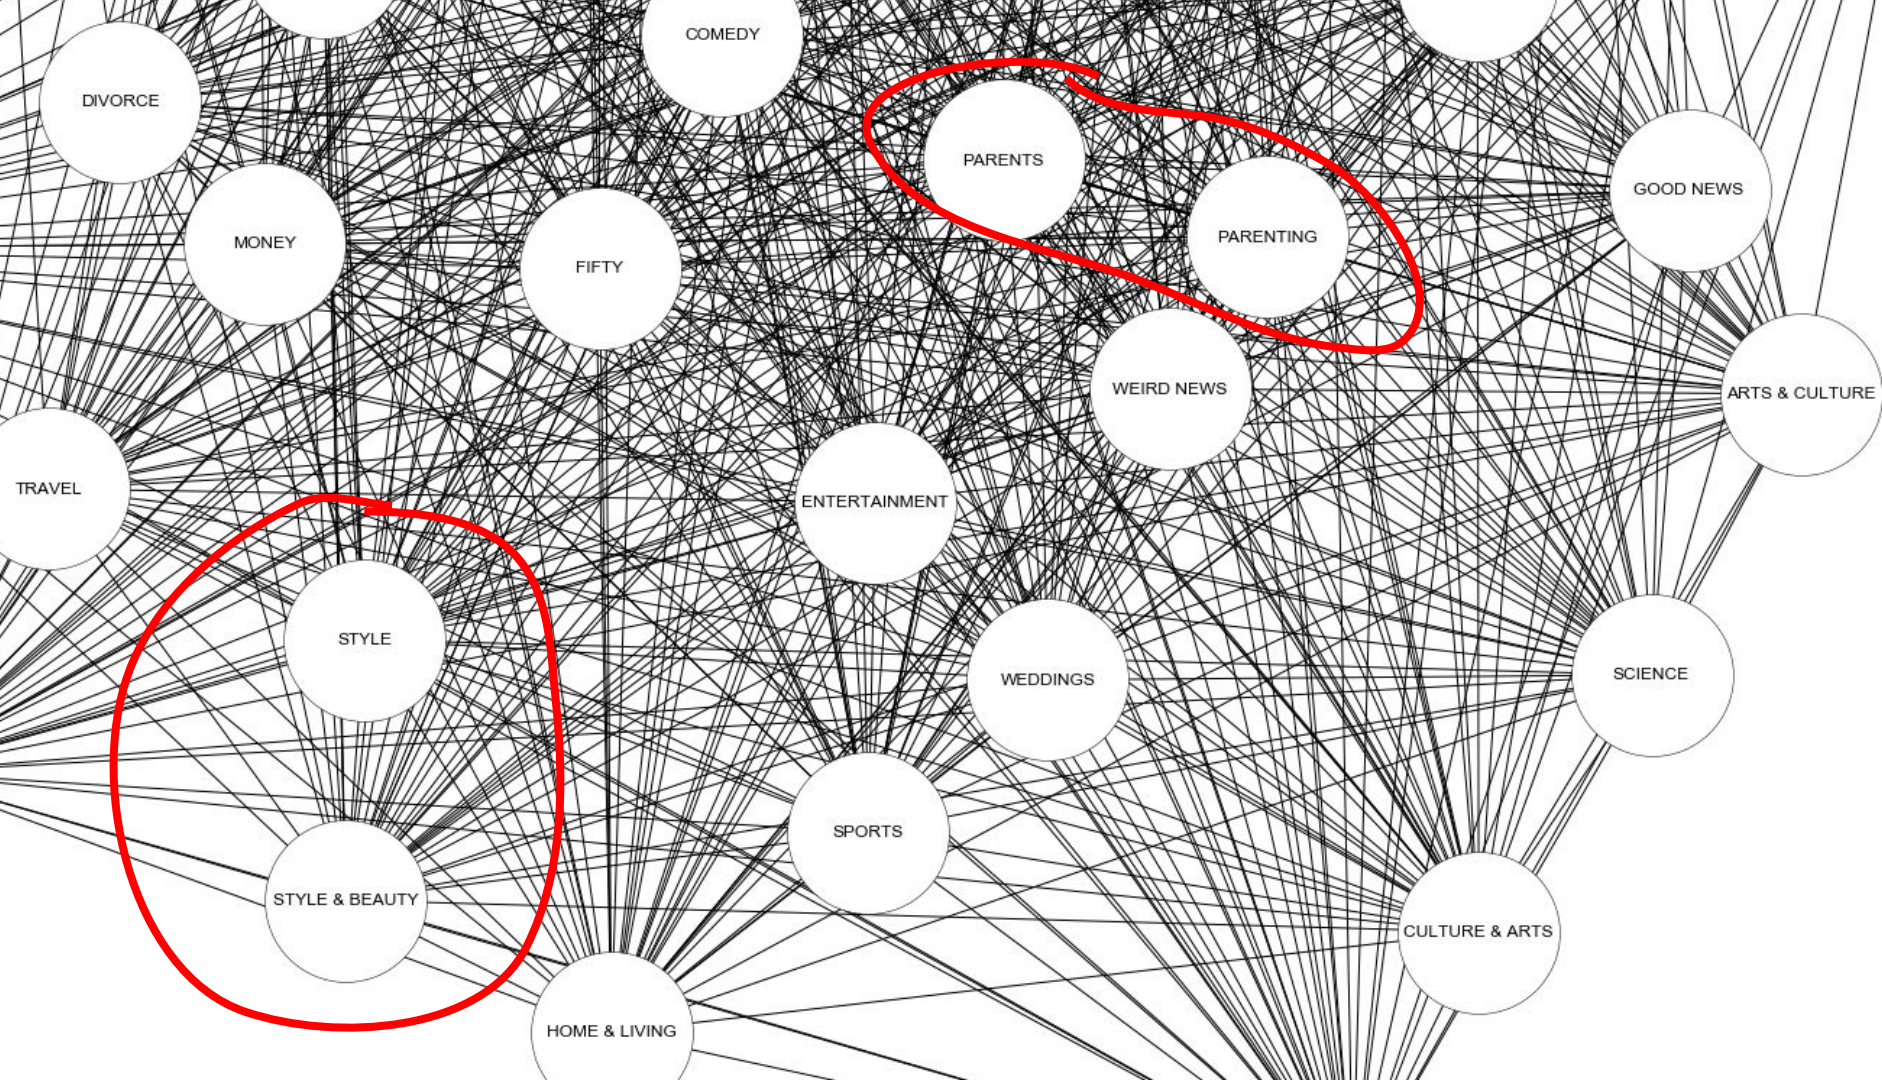 COMEDY
DIVORCE
PARENTS
GOOD NEWS
PARENTING
MONEY
FIFTY
WEIRD NEWS
ARTS & CULTURE
TRAVEL
ENTERTAINMENT
STYLE
SCIENCE
WEDDINGS
SPORTS
STYLE & BEAUTY
CULTURE & ARTS
HOME & LIVING